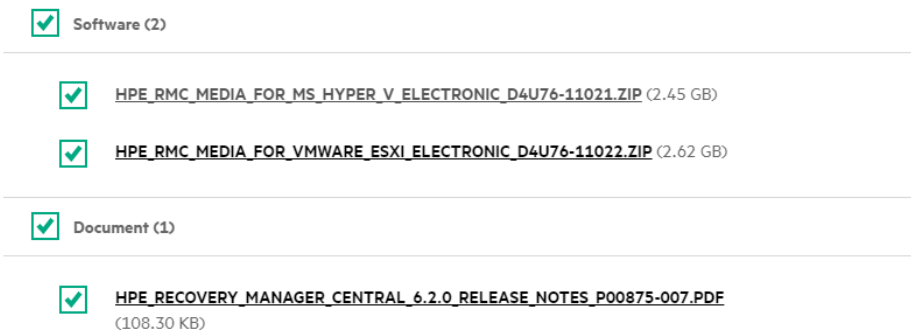 Software (2)
HPE_RMC_MEDIA_FOR_MS_HYPER_V_ELECTRONIC_D4U76-11021.ZIP (2.45 GB)
HPE_RMC_MEDIA_FOR_VMWARE_ESXI_ELECTRONIC_D4U76-11022.ZIP (2.62 GB)
Document (1)
HPE_RECOVERY_MANAGER_CENTRAL_6.2.0_RELEASE_NOTES_P00875-007.PDF
(108.30 KB)